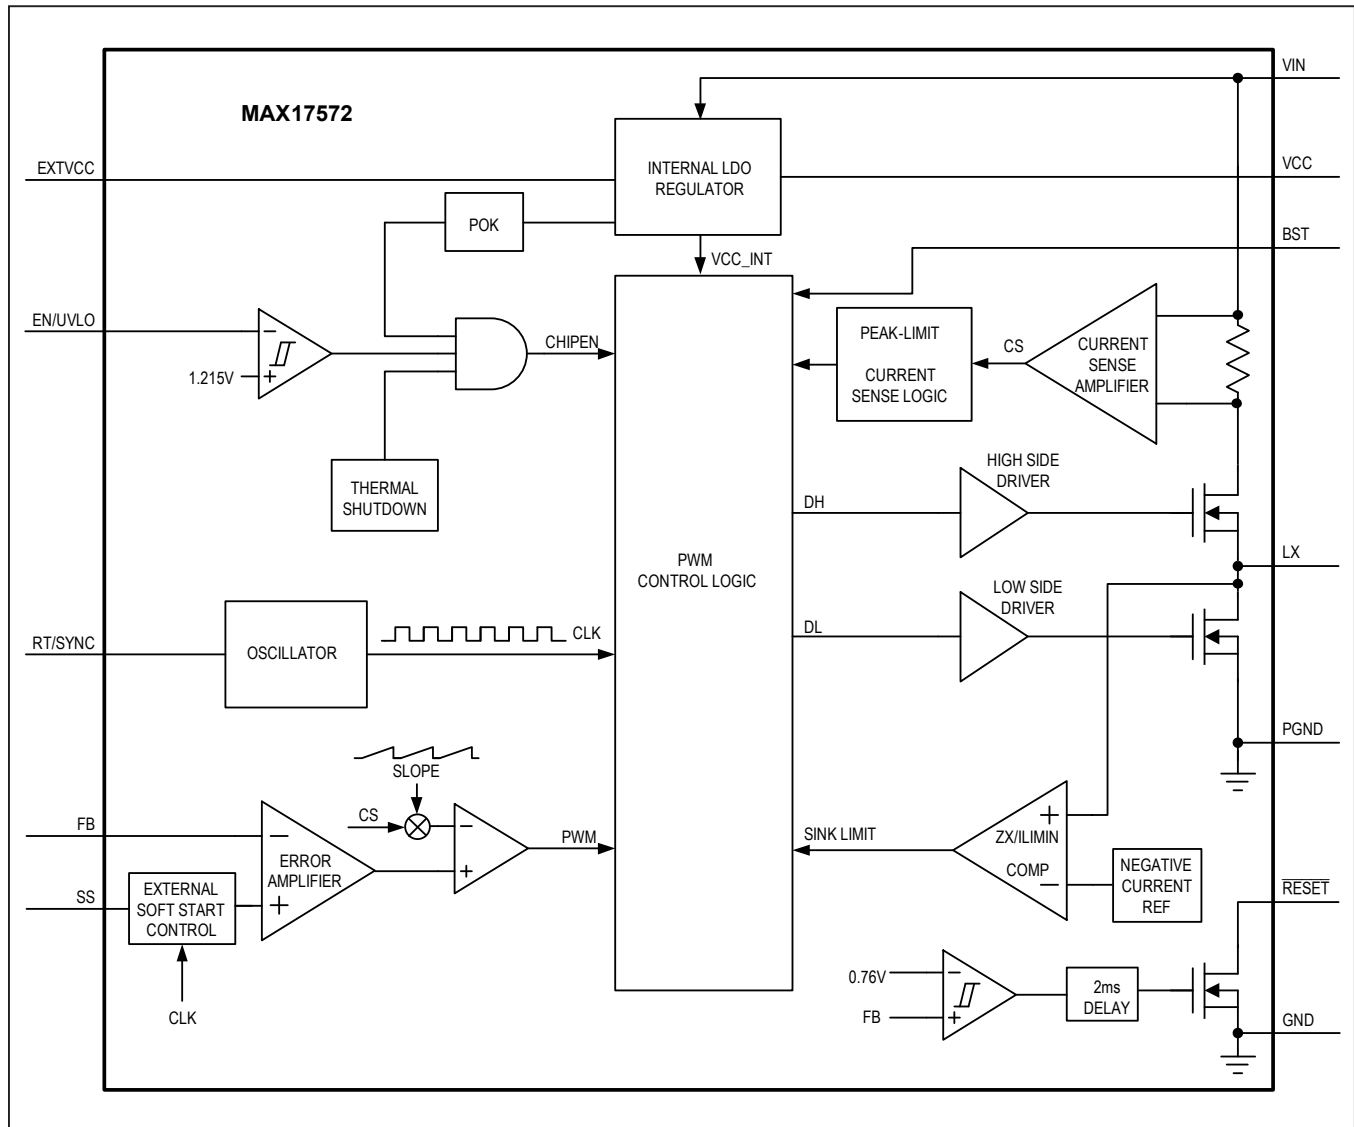 MAX17572
VIN
EXTVCC
INTERNAL LDO
REGULATOR
VCC
POK
BST
VCC_INT
EN/UVLO
−
1.215V
+
CHIPEN
PEAK-LIMIT
CURRENT
SENSE LOGIC
CS
CURRENT
SENSE
AMPLIFIER
THERMAL
SHUTDOWN
HIGH SIDE
DRIVER
DH
LX
PWM
CONTROL LOGIC
LOW SIDE
DRIVER
DL
RT/SYNC
OSCILLATOR
CLK
PGND
SLOPE
CS
FB
−
ERROR
AMPLIFIER
+
−
+
PWM
SINK LIMIT
+
ZX/ILIMIN
COMP
−
NEGATIVE
CURRENT
REF
SS
EXTERNAL
SOFT START
CONTROL
CLK
RESET
0.76V
−
FB
+
2ms
DELAY
GND